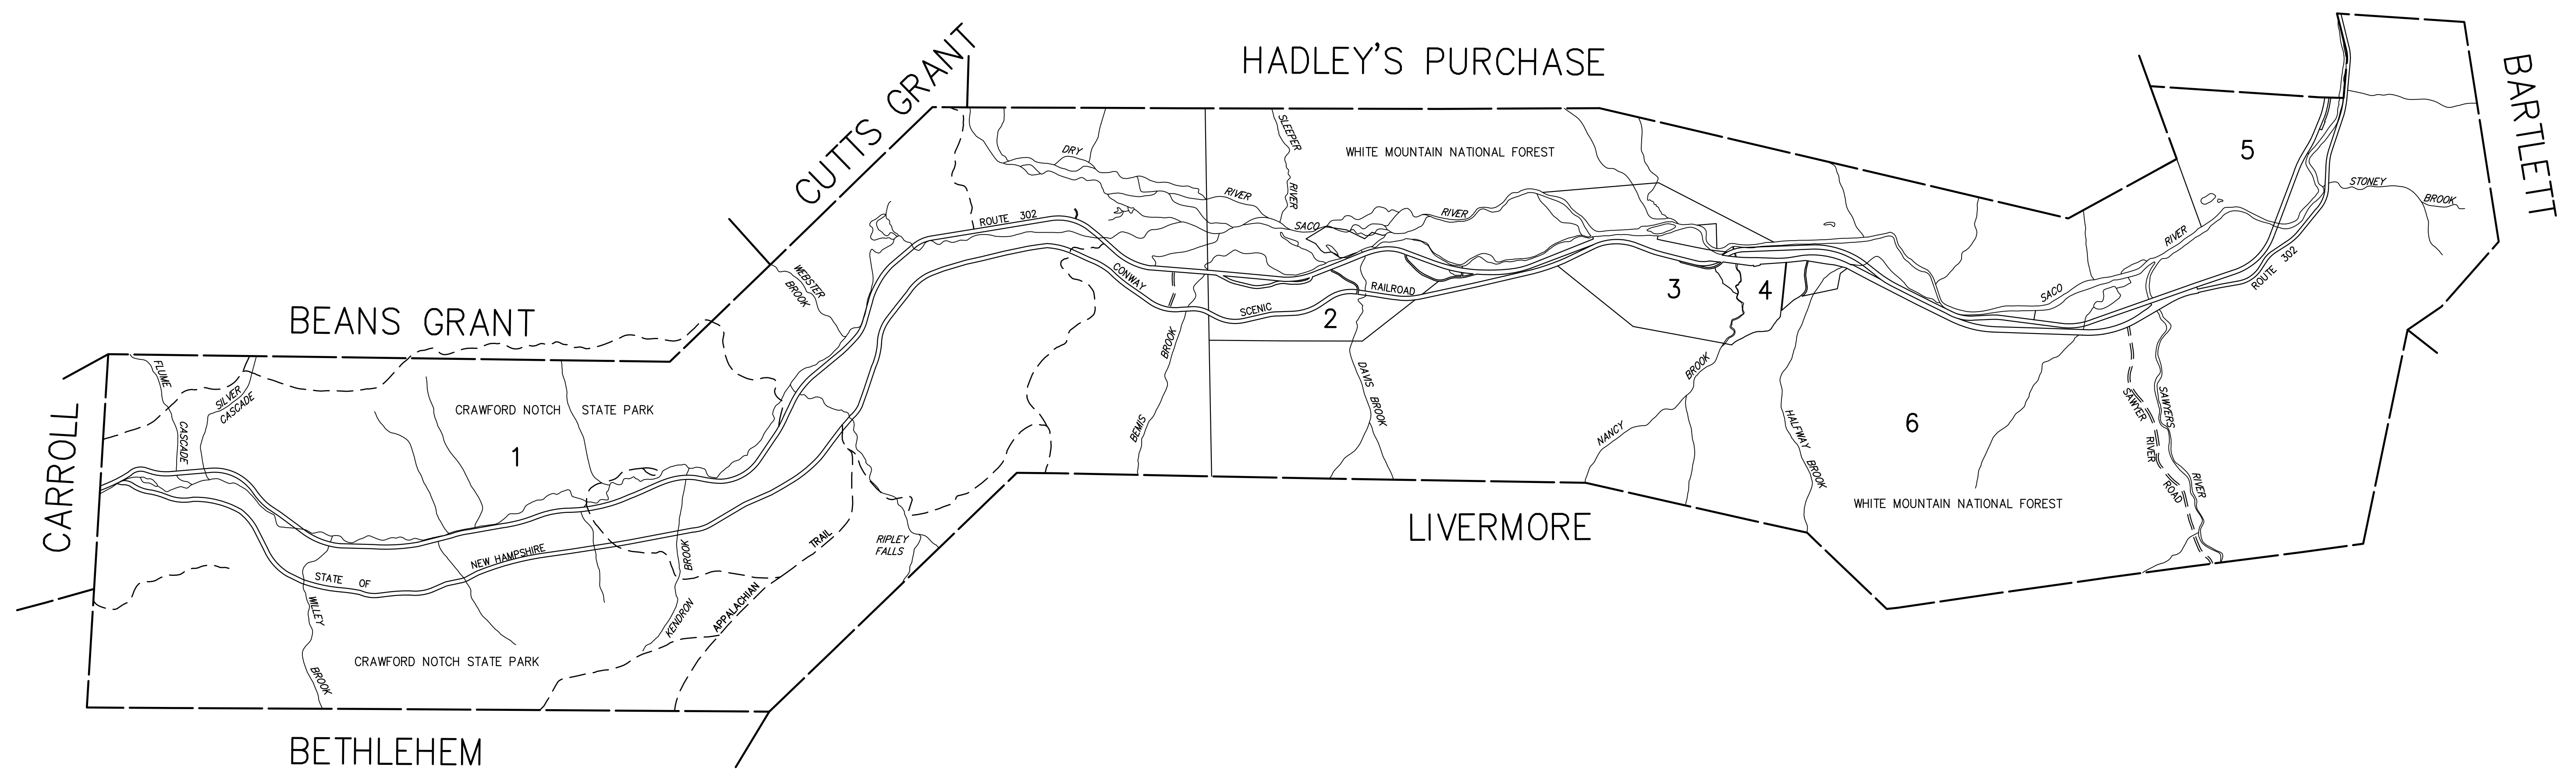 HADLEY'S PURCHASE
CUTTS GRANT
BARTLETT
BEANS GRANT
CARROLL
LIVERMORE
BETHLEHEM
DRY
RIVER
SLEEPER
RIVER
WHITE MOUNTAIN NATIONAL FOREST
5
STONEY
BROOK
ROUTE 302
SACO
RIVER
RIVER
SACO
ROUTE 302
WEBSTER
BROOK
CONWAY
SCENIC
RAILROAD
2
3
4
BEMIS
BROOK
DAVIS
BROOK
NANCY
BROOK
HALFWAY
BROOK
6
SAWYER
RIVER
ROAD
SAWYERS
RIVER
WHITE MOUNTAIN NATIONAL FOREST
FLUME
CASCADE
SILVER
CASCADE
CRAWFORD NOTCH STATE PARK
1
STATE OF
NEW HAMPSHIRE
WILLEY
BROOK
KENDRON
BROOK
APPALACHIAN
TRAIL
RIPLEY
FALLS
CRAWFORD NOTCH STATE PARK